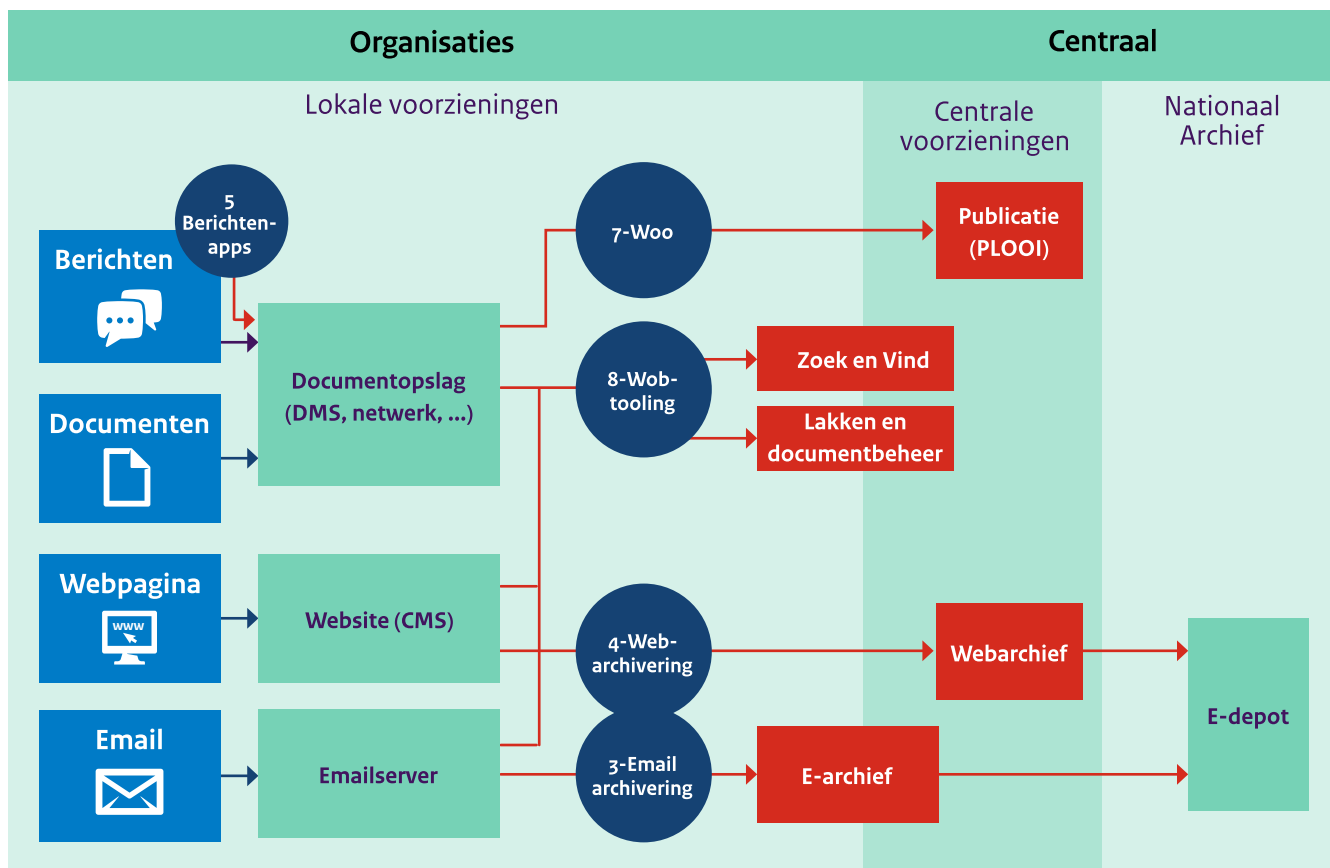 Organisaties
Centraal
Lokale voorzieningen
Centrale
voorzieningen
Nationaal
Archief
5
Berichten-
apps
Berichten
7-Woo
Publicatie
(PLOOI)
Documentopslag
(DMS, netwerk, ...)
8-Wob-
tooling
Zoek en Vind
Lakken en
documentbeheer
Documenten
Webpagina
www
Website (CMS)
4-Web-
archivering
Webarchief
E-depot
Email
Emailserver
3-Email
archivering
E-archief